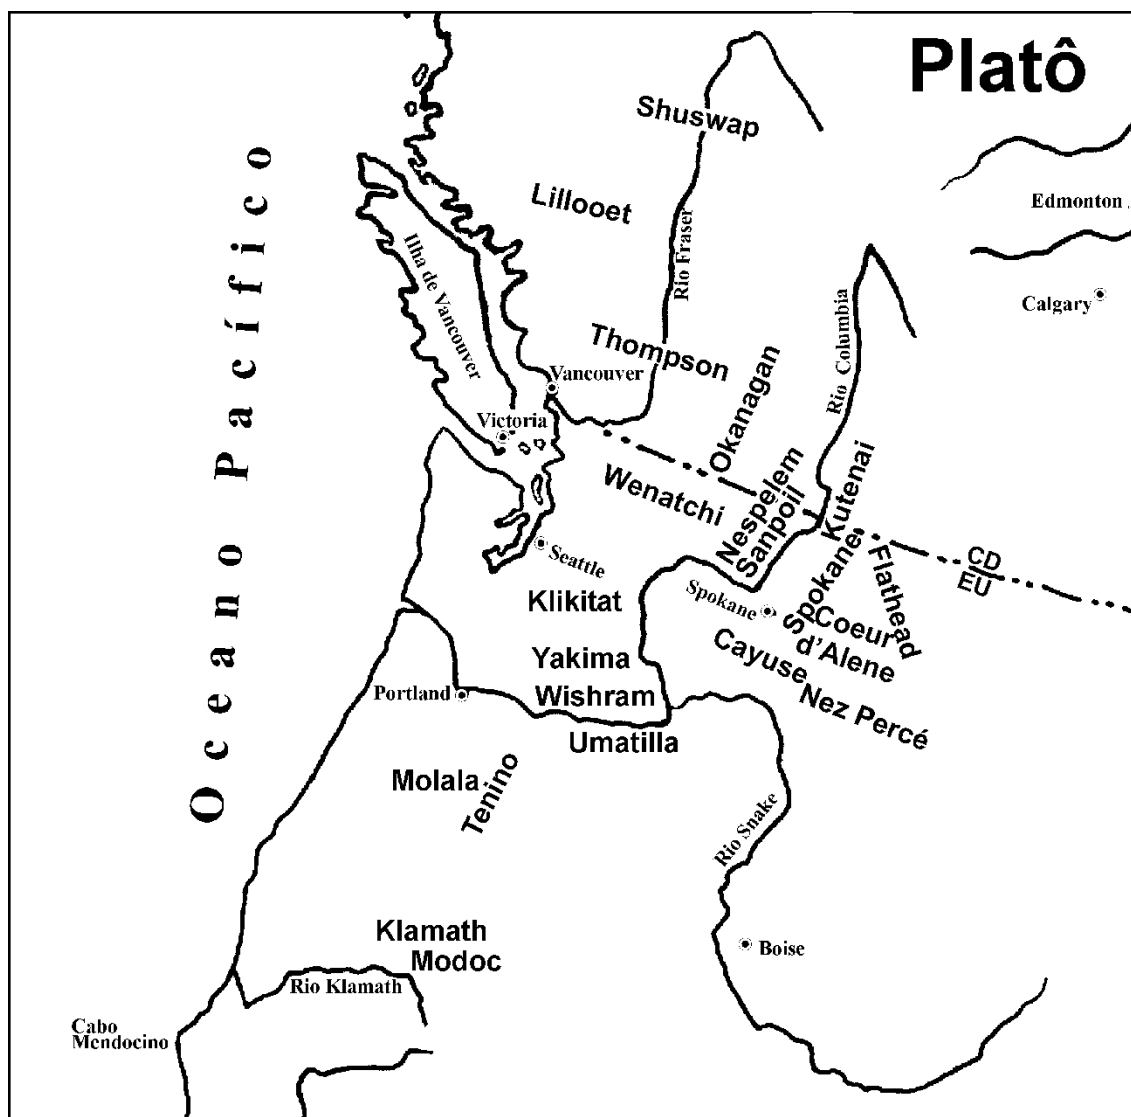 Platô
Shuswap
Lillooet
Edmonton
Rio Fraser
Ilha de Vancouver
Oceano Pacífico
Calgary
Rio Columbia
Thompson
Vancouver
Okanagan
Victoria
Wenatchi
Nespelem
Sanpoil
Kutenai
Seattle
Spokane
Flathead
CD
EU
Klikitat
Spokane
Coeur
d'Alene
Yakima
Cayuse
Wishram
Portland
Nez Percé
Umatilla
Molala
Tenino
Rio Snake
Klamath
Modoc
Boise
Rio Klamath
Cabo
Mendocino